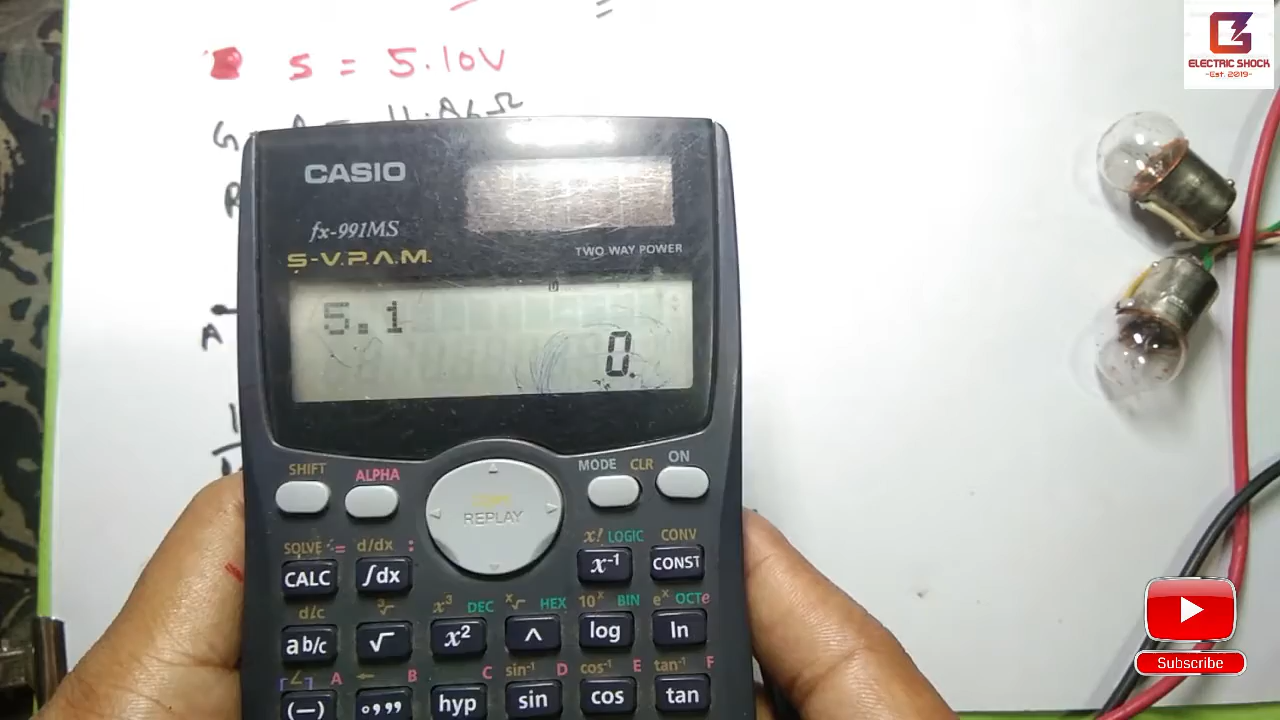 S = 5.10V
ELECTRIC SHOCK
-Est. 2019-
G
R
A
CASIO
fx-991MS
S-V.P.A.M.
TWO WAY POWER
D
5.1
0.
SHIFT ALPHA MODE CLR ON
REPLAY
SOLVE = d/dx : x! LOGIC CONV
CALC ∫dx x⁻¹ CONST
d/c ³√ x³ DEC ˣ√ HEX 10ˣ BIN eˣ OCT e
a b/c √ x² ^ log ln
∠ A ← B C sin⁻¹ D cos⁻¹ E tan⁻¹ F
(−) °,,, hyp sin cos tan
Subscribe